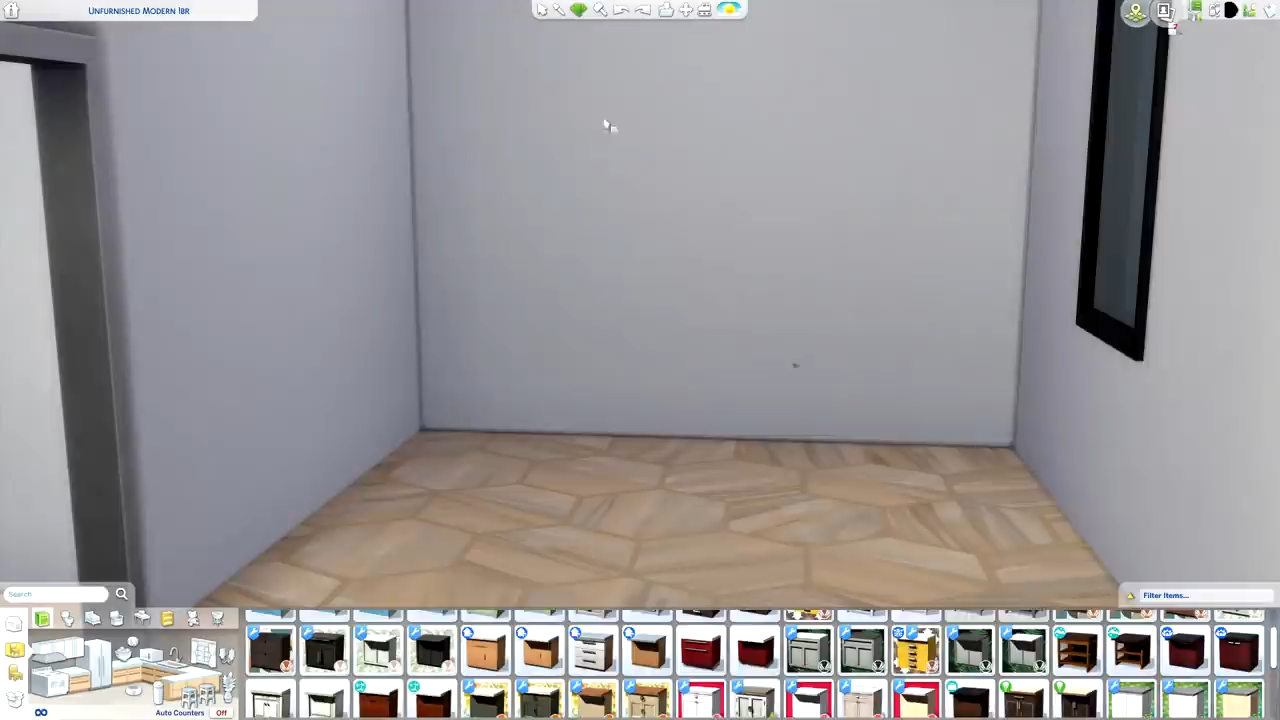 UNFURNISHED MODERN 1BR
Search
Filter Items...
Auto Counters Off